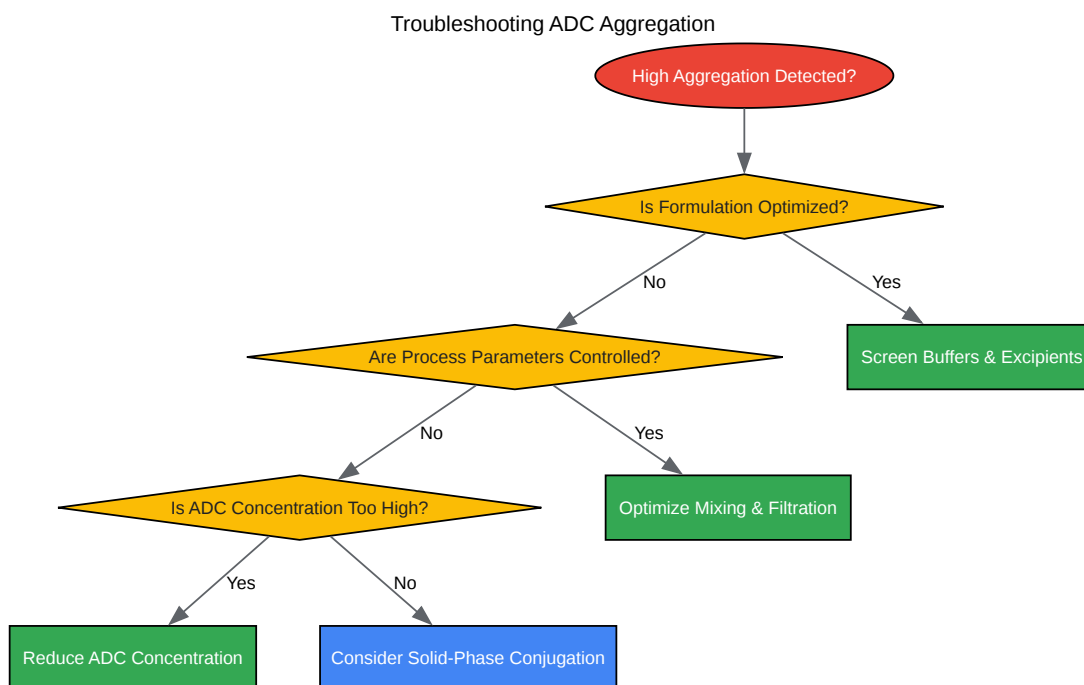 Troubleshooting ADC Aggregation
High Aggregation Detected?
Is Formulation Optimized?
No
Yes
Are Process Parameters Controlled?
Screen Buffers & Excipients
No
Yes
Is ADC Concentration Too High?
Optimize Mixing & Filtration
Yes
No
Reduce ADC Concentration
Consider Solid-Phase Conjugation